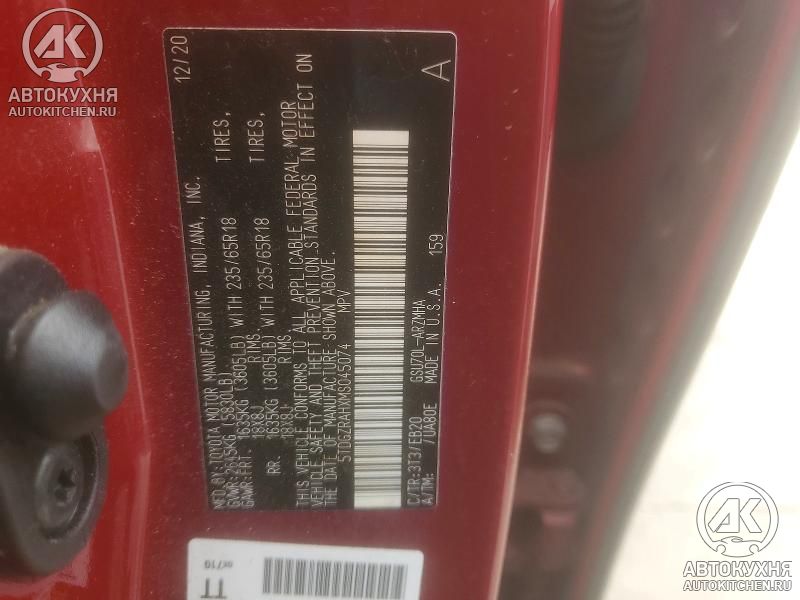 AK
АВТОКУХНЯ
AUTOKITCHEN.RU
MFD.BY:TOYOTA MOTOR MANUFACTURING, INDIANA, INC. 12/20
GVWR:2645KG (5830LB)
GAWR:FRT. 1635KG (3605LB) WITH 235/65R18 TIRES,
18X8J RIMS
RR. 1635KG (3605LB) WITH 235/65R18 TIRES,
18X8J RIMS
THIS VEHICLE CONFORMS TO ALL APPLICABLE FEDERAL MOTOR
VEHICLE SAFETY AND THEFT PREVENTION STANDARDS IN EFFECT ON
THE DATE OF MANUFACTURE SHOWN ABOVE.
5TDGZRAHXMS045074 MPV
C/TR:3T3/EB20 GSU70L-ARZMHA A
A/TM: /UA80E MADE IN U.S.A. 159
TT
АВТОКУХНЯ
AUTOKITCHEN.RU